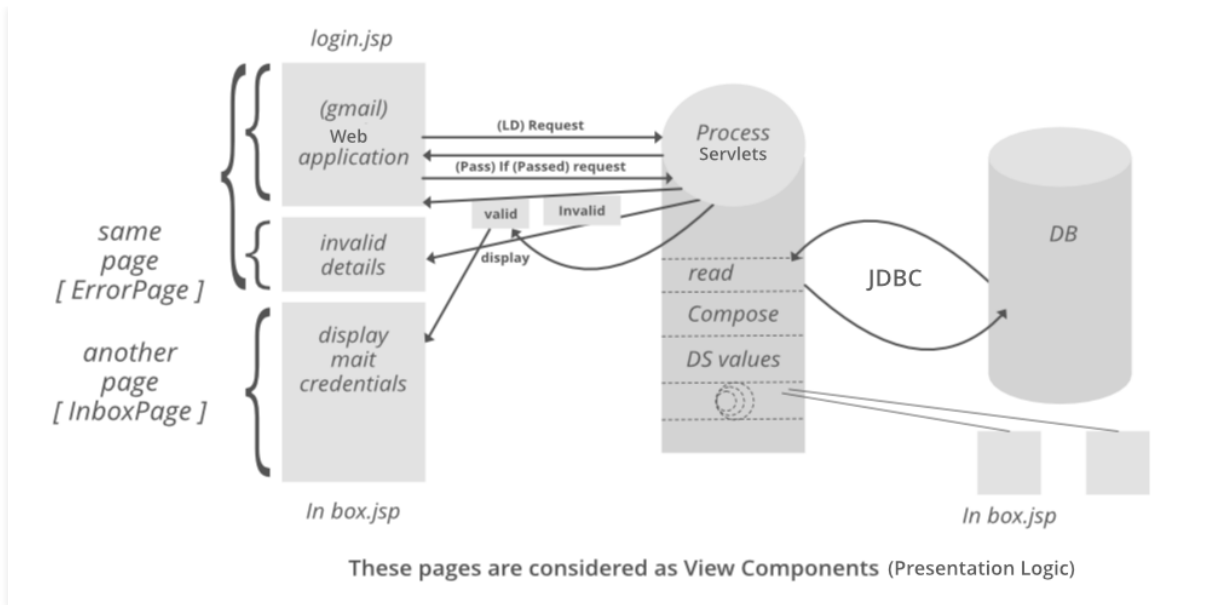 login.jsp
(gmail)
Web
application
(LD) Request
(Pass) If (Passed) request
Process
Servlets
valid
Invalid
display
same
page
[ ErrorPage ]
invalid
details
another
page
[ InboxPage ]
display
mait
credentials
In box.jsp
read
Compose
DS values
JDBC
DB
In box.jsp
These pages are considered as View Components (Presentation Logic)